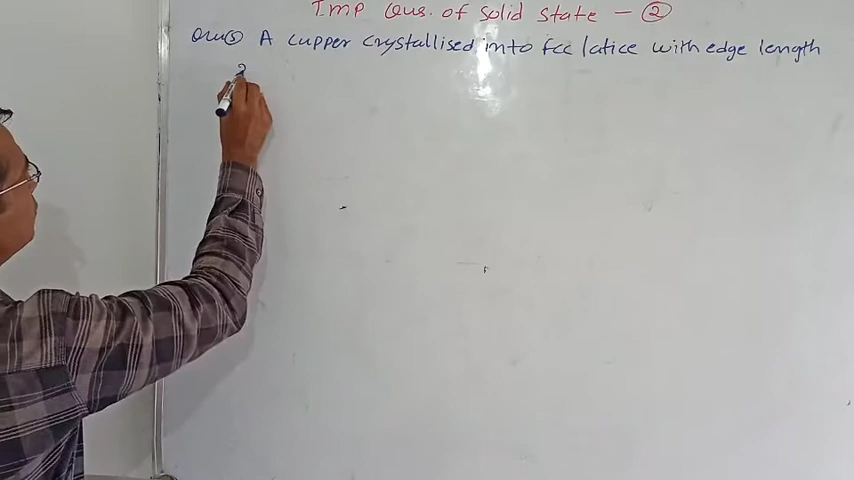 Imp Qus. of solid state - ②
Qus⑤ A cupper crystallised into fcc latice with edge length